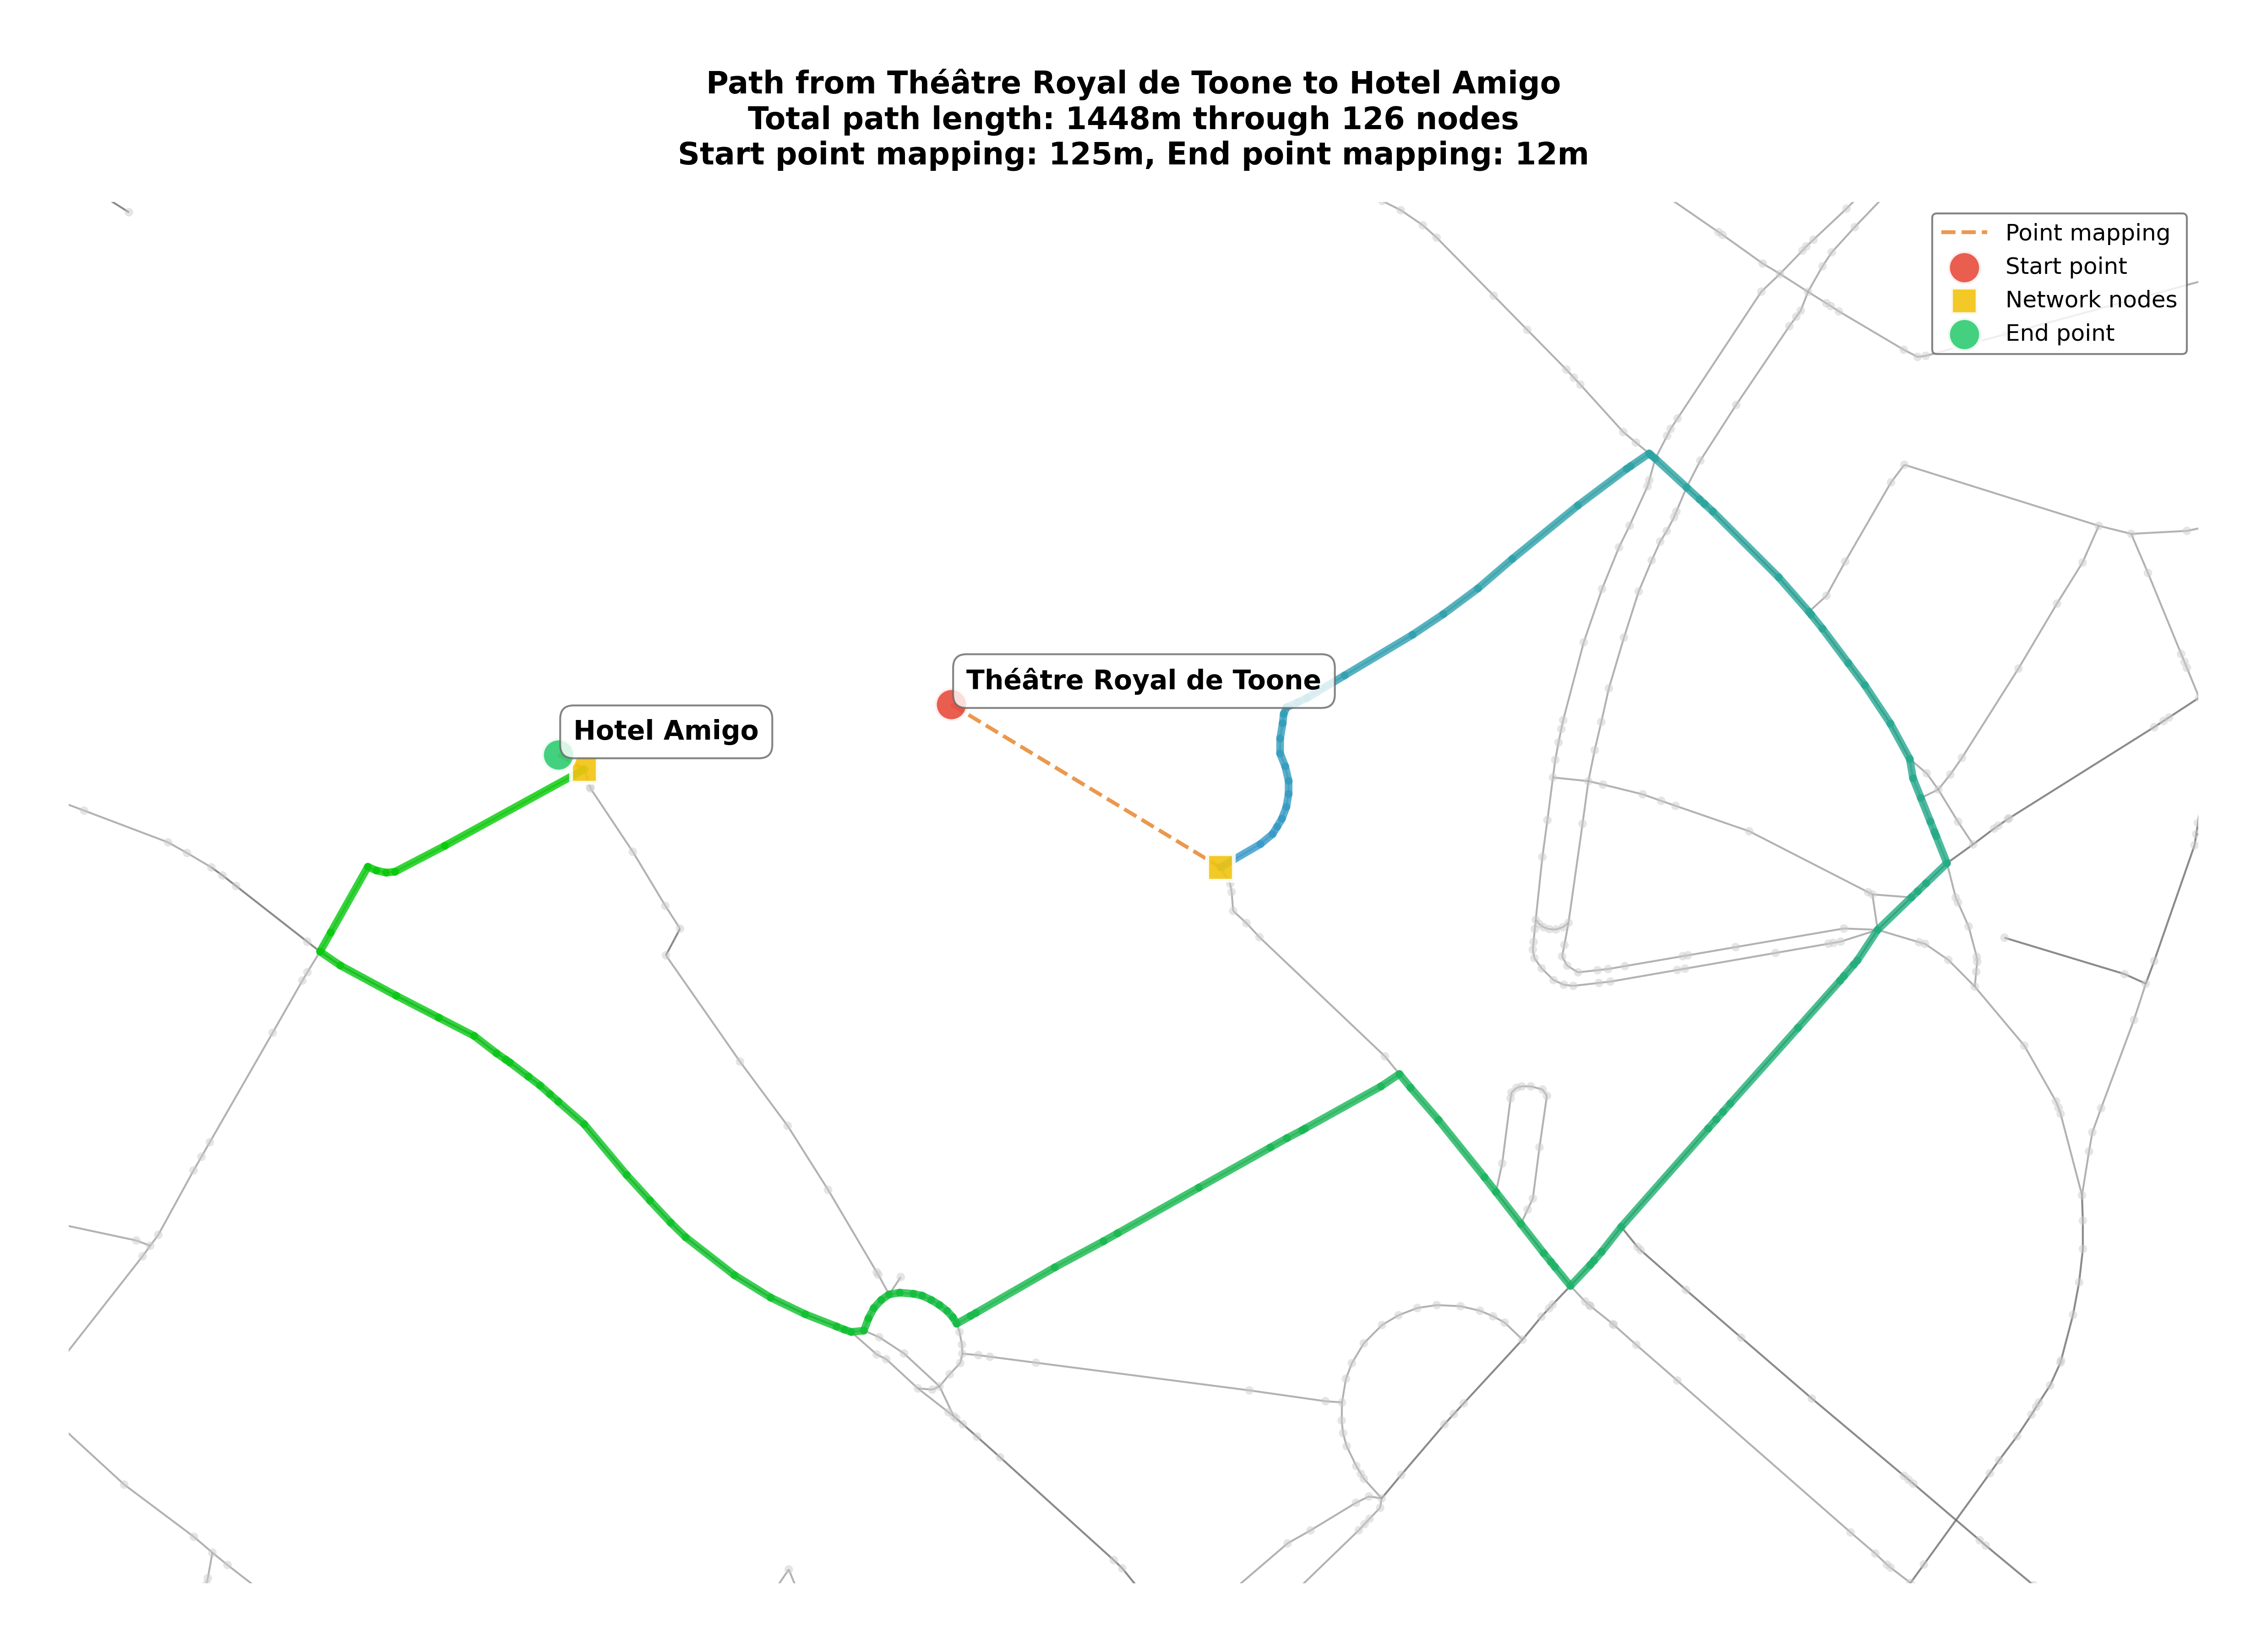 Path from Théâtre Royal de Toone to Hotel Amigo
Total path length: 1448m through 126 nodes
Start point mapping: 125m, End point mapping: 12m
Point mapping
Start point
Network nodes
End point
Théâtre Royal de Toone
Hotel Amigo